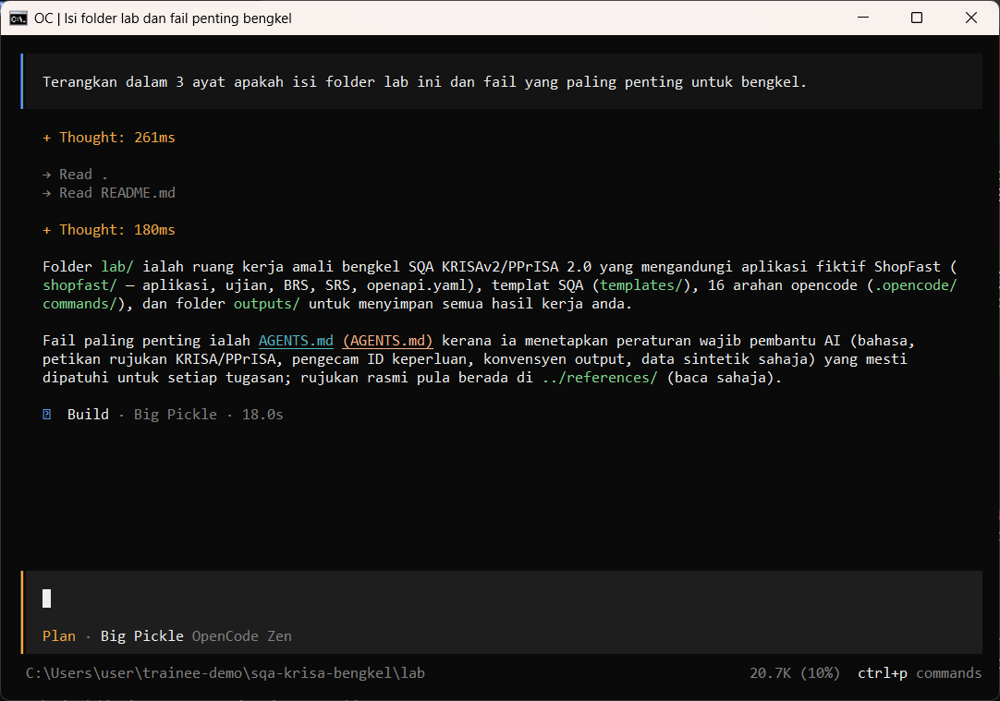 OC | Isi folder lab dan fail penting bengkel
Terangkan dalam 3 ayat apakah isi folder lab ini dan fail yang paling penting untuk bengkel.
+ Thought: 261ms
→ Read .
→ Read README.md
+ Thought: 180ms
Folder lab/ ialah ruang kerja amali bengkel SQA KRISAv2/PPrISA 2.0 yang mengandungi aplikasi fiktif ShopFast (
shopfast/ — aplikasi, ujian, BRS, SRS, openapi.yaml), templat SQA (templates/), 16 arahan opencode (.opencode/
commands/), dan folder outputs/ untuk menyimpan semua hasil kerja anda.
Fail paling penting ialah AGENTS.md (AGENTS.md) kerana ia menetapkan peraturan wajib pembantu AI (bahasa,
petikan rujukan KRISA/PPrISA, pengecam ID keperluan, konvensyen output, data sintetik sahaja) yang mesti
dipatuhi untuk setiap tugasan; rujukan rasmi pula berada di ../references/ (baca sahaja).
Build · Big Pickle · 18.0s
Plan · Big Pickle OpenCode Zen
C:\Users\user\trainee-demo\sqa-krisa-bengkel\lab 20.7K (10%) ctrl+p commands